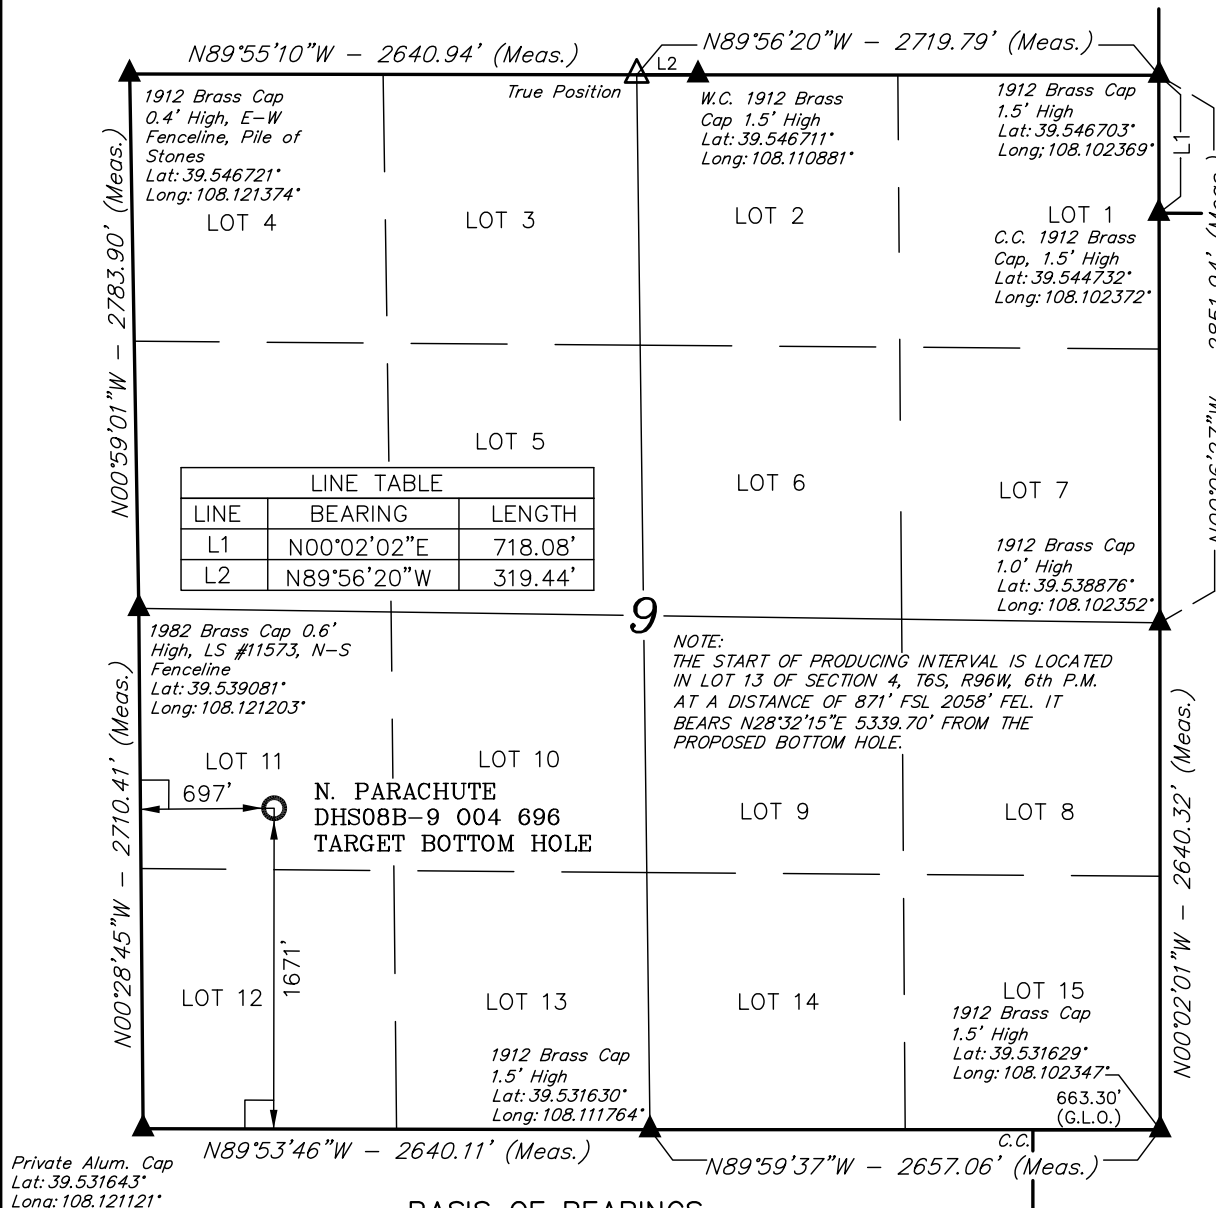 N89°55'10"W – 2640.94' (Meas.)
N89°56'20"W – 2719.79' (Meas.)
L2
True Position
1912 Brass Cap
0.4' High, E-W
Fenceline, Pile of
Stones
Lat: 39.546721°
Long: 108.121374°
W.C. 1912 Brass
Cap 1.5' High
Lat: 39.546711°
Long: 108.110881°
1912 Brass Cap
1.5' High
Lat: 39.546703°
Long; 108.102369°
L1
LOT 4
LOT 3
LOT 2
LOT 1
C.C. 1912 Brass
Cap, 1.5' High
Lat: 39.544732°
Long: 108.102372°
N00°59'01"W – 2783.90' (Meas.)
LOT 5
LOT 6
LOT 7
LINE TABLE
LINE BEARING LENGTH
L1 N00°02'02"E 718.08'
L2 N89°56'20"W 319.44'
1912 Brass Cap
1.0' High
Lat: 39.538876°
Long: 108.102352°
9
1982 Brass Cap 0.6'
High, LS #11573, N-S
Fenceline
Lat: 39.539081°
Long: 108.121203°
NOTE:
THE START OF PRODUCING INTERVAL IS LOCATED
IN LOT 13 OF SECTION 4, T6S, R96W, 6th P.M.
AT A DISTANCE OF 871' FSL 2058' FEL. IT
BEARS N28°32'15"E 5339.70' FROM THE
PROPOSED BOTTOM HOLE.
N00°28'45"W – 2710.41' (Meas.)
LOT 11
LOT 10
697'
N. PARACHUTE
DHS08B-9 O04 696
TARGET BOTTOM HOLE
LOT 9
LOT 8
N00°02'01"W – 2640.32' (Meas.)
1671'
LOT 12
LOT 13
LOT 14
LOT 15
1912 Brass Cap
1.5' High
Lat: 39.531629°
Long: 108.102347°
1912 Brass Cap
1.5' High
Lat: 39.531630°
Long: 108.111764°
663.30'
(G.L.O.)
C.C.
N89°53'46"W – 2640.11' (Meas.)
N89°59'37"W – 2657.06' (Meas.)
Private Alum. Cap
Lat: 39.531643°
Long: 108.121121°
BASIS OF BEARINGS